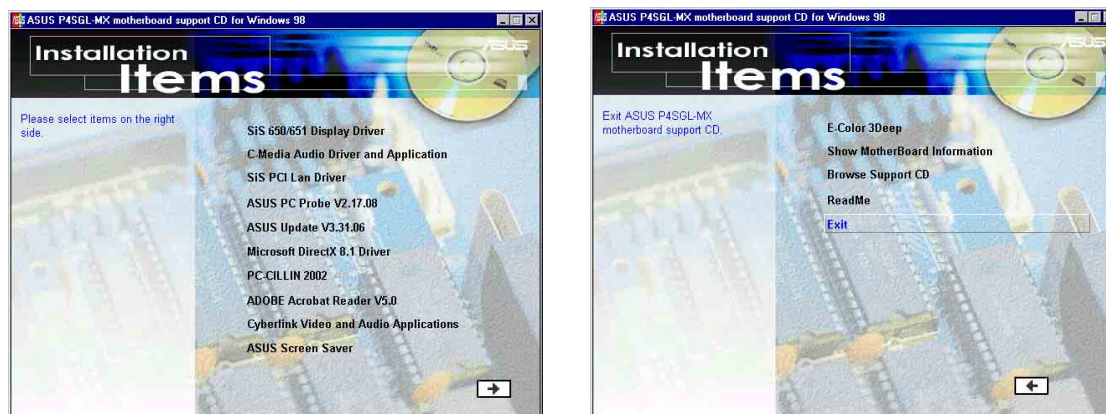 ASUS P4SGL-MX motherboard support CD for Windows 98
Installation
Items
ASUS
Please select items on the right
side.
SiS 650/651 Display Driver
C-Media Audio Driver and Application
SiS PCI Lan Driver
ASUS PC Probe V2.17.08
ASUS Update V3.31.06
Microsoft DirectX 8.1 Driver
PC-CILLIN 2002
ADOBE Acrobat Reader V5.0
Cyberlink Video and Audio Applications
ASUS Screen Saver
ASUS P4SGL-MX motherboard support CD for Windows 98
Installation
Items
ASUS
Exit ASUS P4SGL-MX
motherboard support CD.
E-Color 3Deep
Show MotherBoard Information
Browse Support CD
ReadMe
Exit